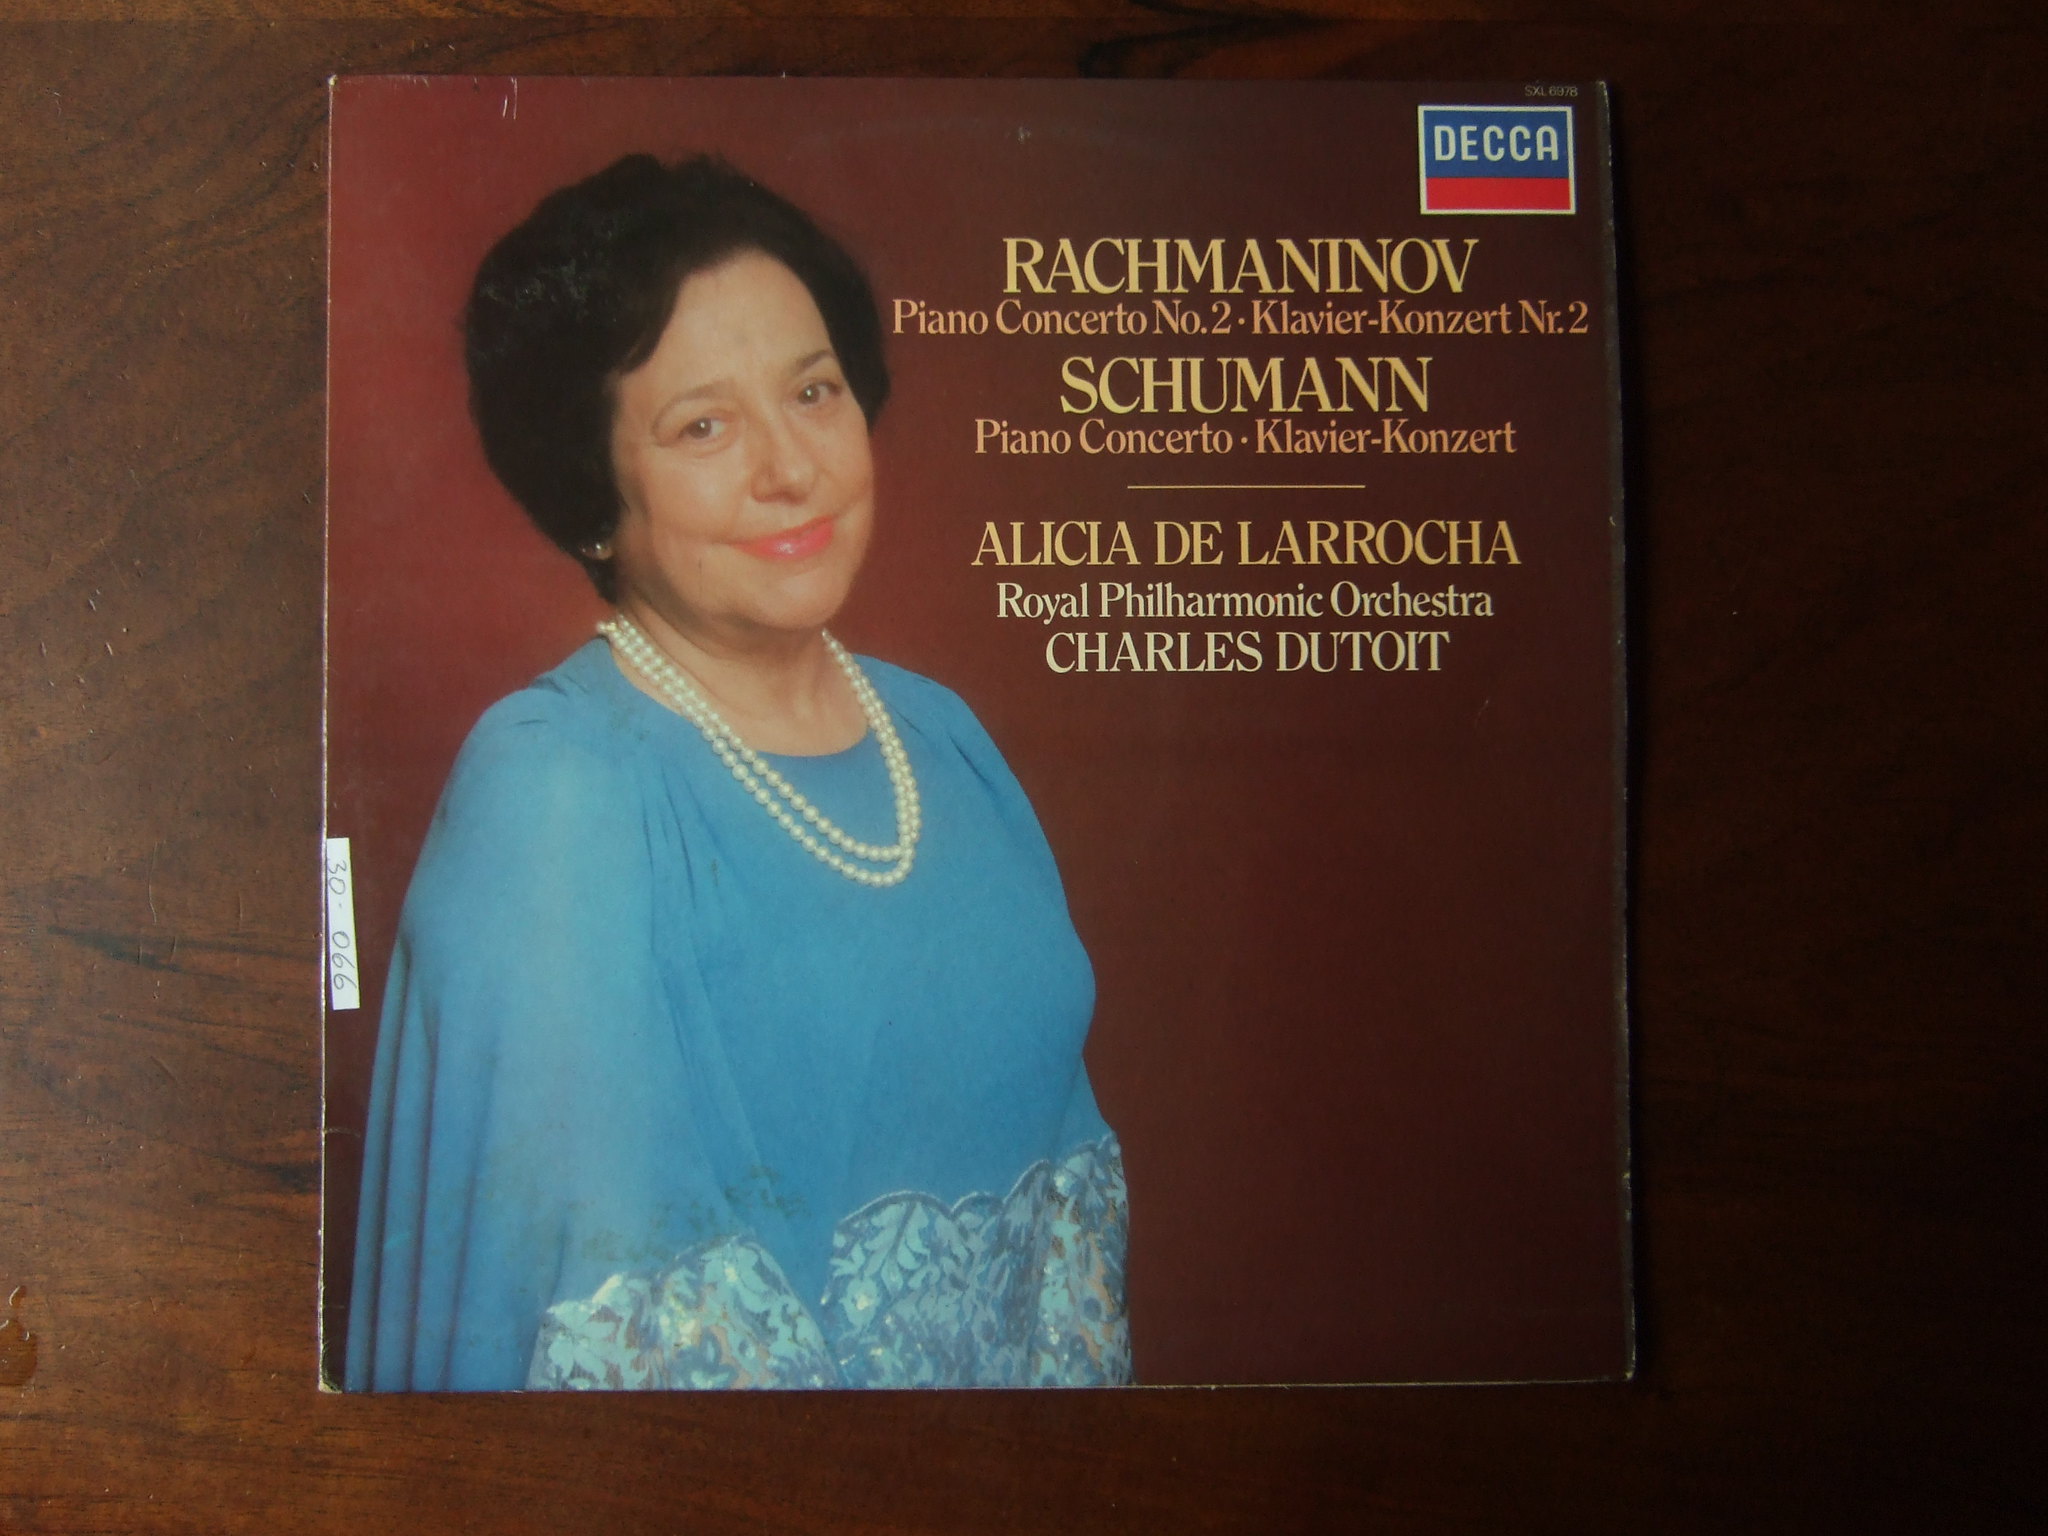 SXL 6978
DECCA
RACHMANINOV
Piano Concerto No.2 · Klavier-Konzert Nr.2
SCHUMANN
Piano Concerto · Klavier-Konzert
ALICIA DE LARROCHA
Royal Philharmonic Orchestra
CHARLES DUTOIT
30-066